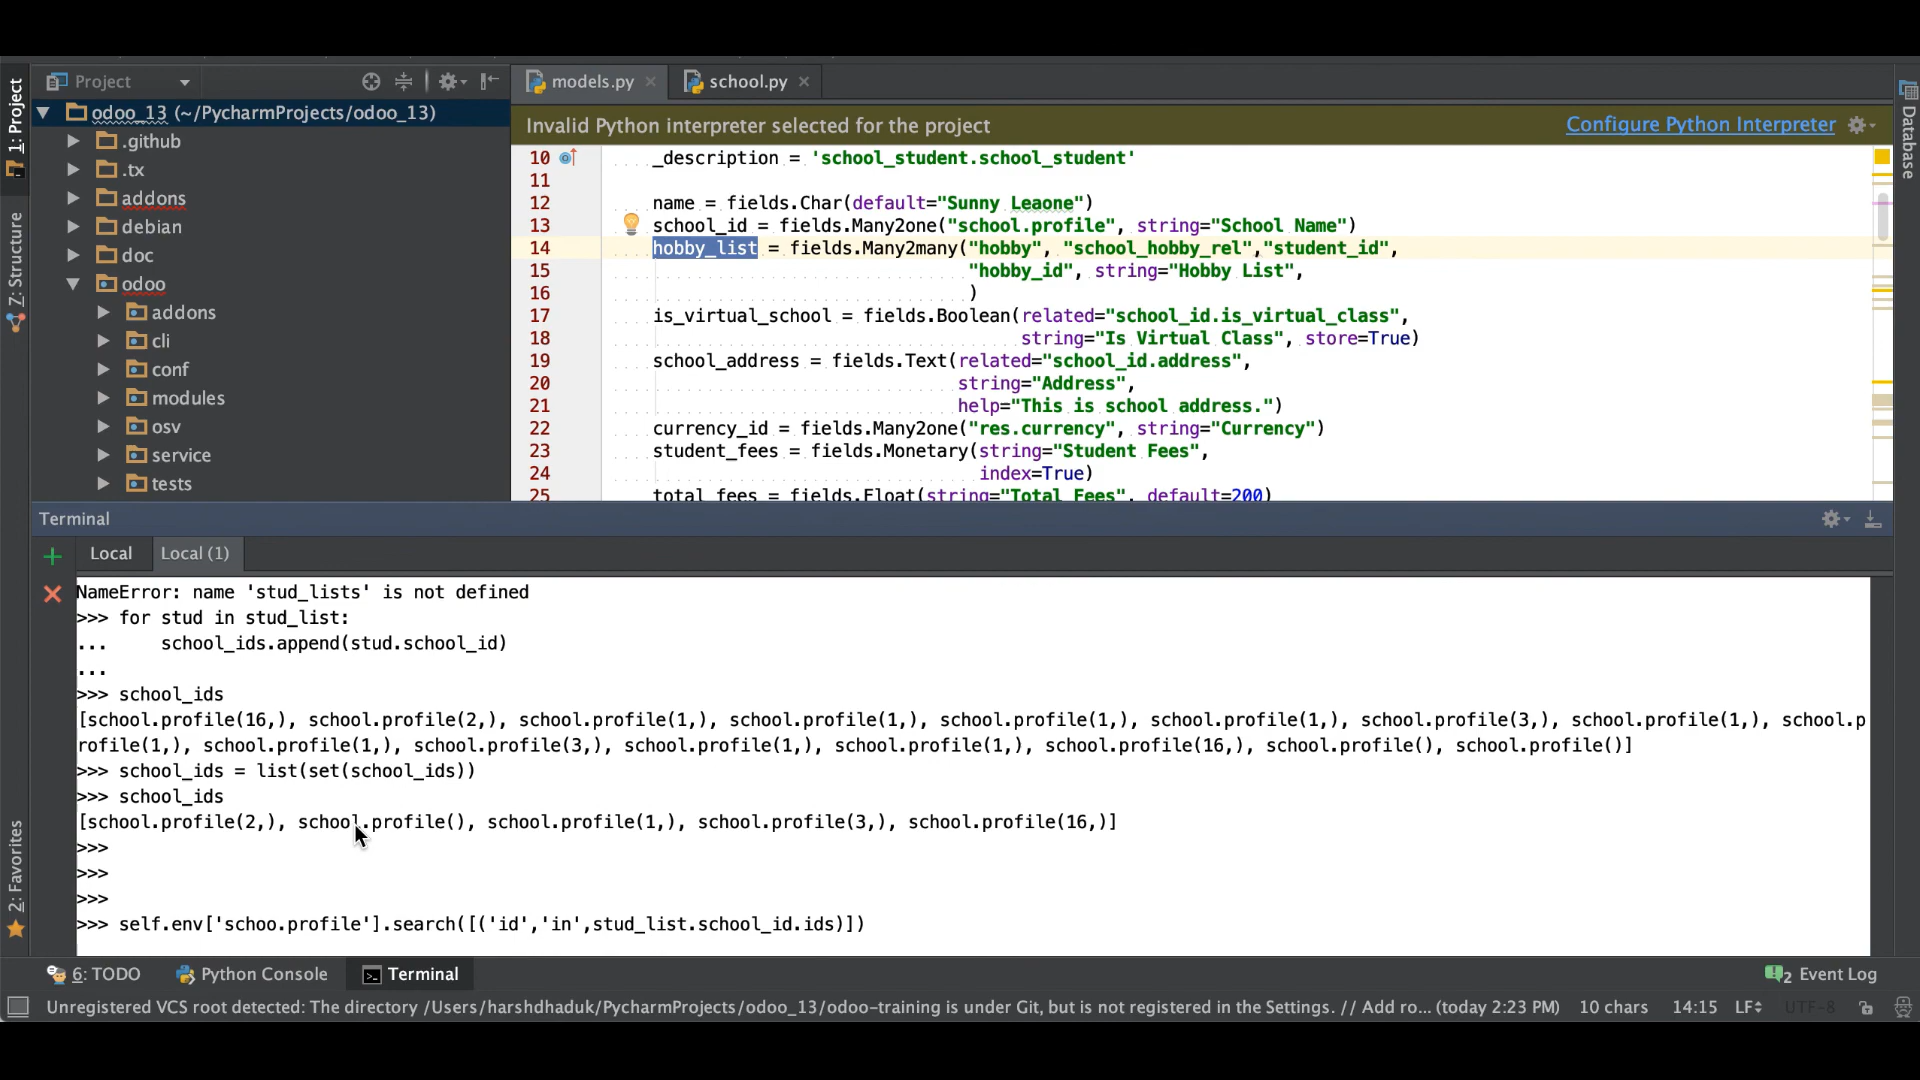 1: Project
Project
models.py
school.py
Database
odoo_13 (~/PycharmProjects/odoo_13)
Invalid Python interpreter selected for the project
Configure Python Interpreter
.github
.tx
addons
debian
doc
odoo
addons
cli
conf
modules
osv
service
tests
7: Structure
10 _description = 'school_student.school_student'
11
12 name = fields.Char(default="Sunny Leaone")
13 school_id = fields.Many2one("school.profile", string="School Name")
14 hobby_list = fields.Many2many("hobby", "school_hobby_rel","student_id",
15 "hobby_id", string="Hobby List",
16 )
17 is_virtual_school = fields.Boolean(related="school_id.is_virtual_class",
18 string="Is Virtual Class", store=True)
19 school_address = fields.Text(related="school_id.address",
20 string="Address",
21 help="This is school address.")
22 currency_id = fields.Many2one("res.currency", string="Currency")
23 student_fees = fields.Monetary(string="Student Fees",
24 index=True)
25 total_fees = fields.Float(string="Total Fees", default=200)
Terminal
Local
Local (1)
NameError: name 'stud_lists' is not defined
>>> for stud in stud_list:
...     school_ids.append(stud.school_id)
...
>>> school_ids
[school.profile(16,), school.profile(2,), school.profile(1,), school.profile(1,), school.profile(1,), school.profile(1,), school.profile(3,), school.profile(1,), school.p
rofile(1,), school.profile(1,), school.profile(3,), school.profile(1,), school.profile(1,), school.profile(16,), school.profile(), school.profile()]
>>> school_ids = list(set(school_ids))
>>> school_ids
[school.profile(2,), school.profile(), school.profile(1,), school.profile(3,), school.profile(16,)]
>>>
>>>
>>>
>>> self.env['schoo.profile'].search([('id','in',stud_list.school_id.ids)])
2: Favorites
6: TODO
Python Console
Terminal
2 Event Log
Unregistered VCS root detected: The directory /Users/harshdhaduk/PycharmProjects/odoo_13/odoo-training is under Git, but is not registered in the Settings. // Add ro... (today 2:23 PM)
10 chars
14:15
LF
UTF-8